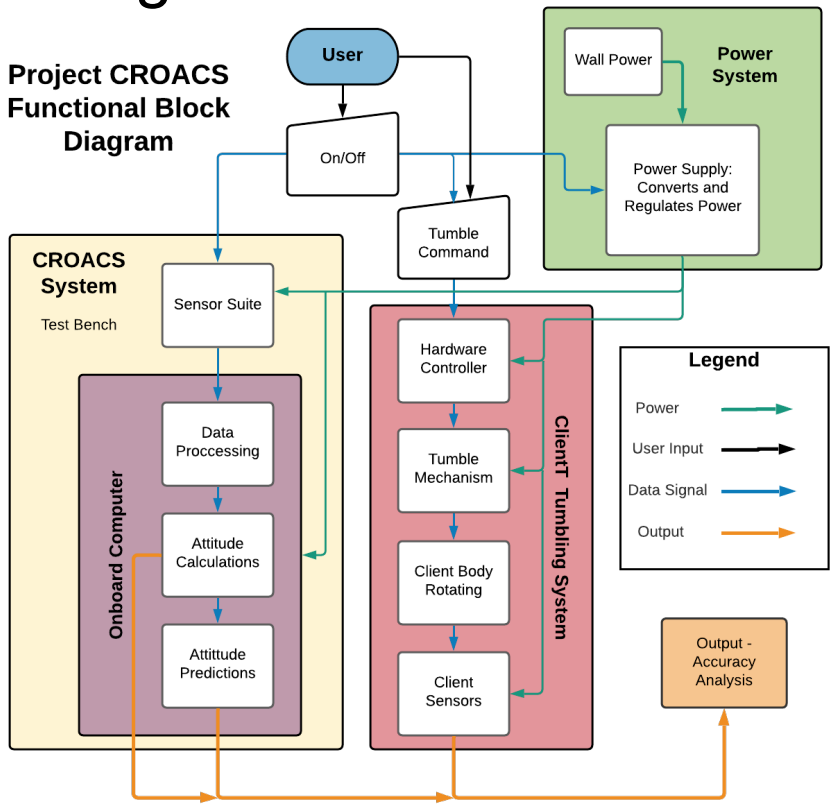 Project CROACS
Functional Block
Diagram
User
On/Off
Wall Power
Power
System
Power Supply:
Converts and
Regulates Power
Tumble
Command
CROACS
System
Test Bench
Sensor Suite
Onboard Computer
Data
Proccessing
Attitude
Calculations
Attittude
Predictions
Hardware
Controller
Tumble
Mechanism
Client Body
Rotating
Client
Sensors
ClientT Tumbling System
Legend
Power
User Input
Data Signal
Output
Output -
Accuracy
Analysis